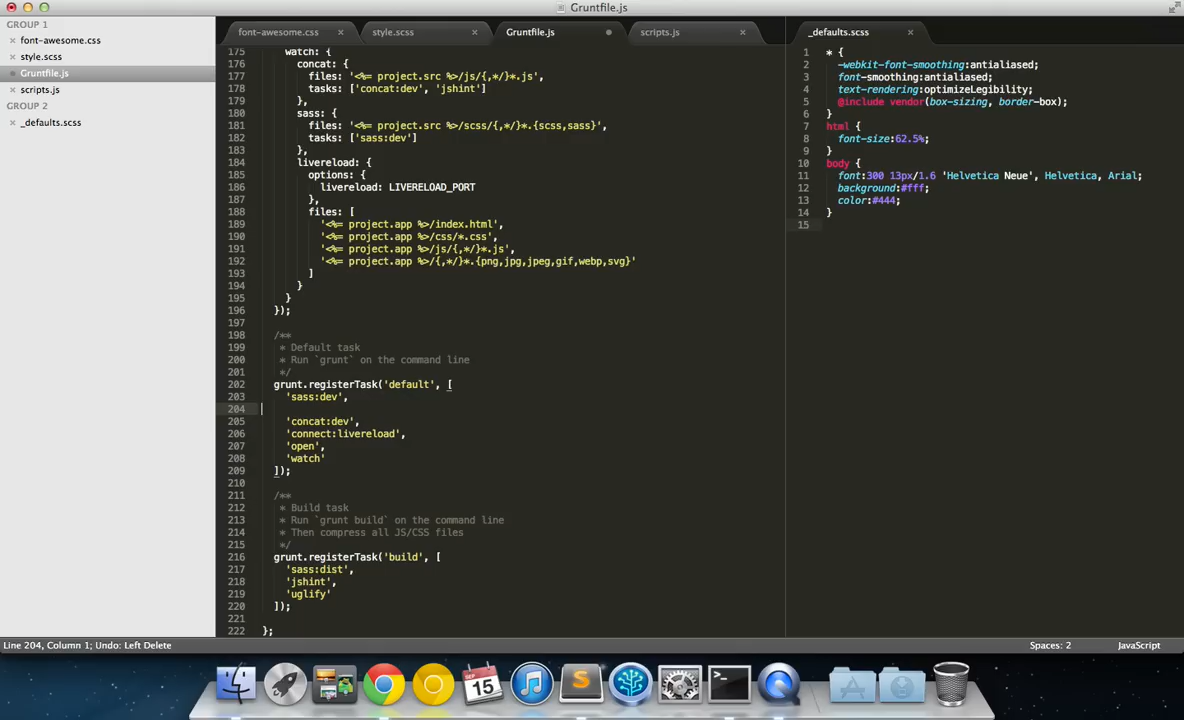 Gruntfile.js
GROUP 1
font-awesome.css
style.scss
Gruntfile.js
scripts.js
GROUP 2
_defaults.scss
font-awesome.css
style.scss
Gruntfile.js
scripts.js
_defaults.scss
175 watch: {
176 concat: {
177 files: '<%= project.src %>/js/{,*/}*.js',
178 tasks: ['concat:dev', 'jshint']
179 },
180 sass: {
181 files: '<%= project.src %>/scss/{,*/}*.{scss,sass}',
182 tasks: ['sass:dev']
183 },
184 livereload: {
185 options: {
186 livereload: LIVERELOAD_PORT
187 },
188 files: [
189 '<%= project.app %>/index.html',
190 '<%= project.app %>/css/*.css',
191 '<%= project.app %>/js/{,*/}*.js',
192 '<%= project.app %>/{,*/}*.{png,jpg,jpeg,gif,webp,svg}'
193 ]
194 }
195 }
196 });
197
198 /**
199 * Default task
200 * Run `grunt` on the command line
201 */
202 grunt.registerTask('default', [
203 'sass:dev',
204
205 'concat:dev',
206 'connect:livereload',
207 'open',
208 'watch'
209 ]);
210
211 /**
212 * Build task
213 * Run `grunt build` on the command line
214 * Then compress all JS/CSS files
215 */
216 grunt.registerTask('build', [
217 'sass:dist',
218 'jshint',
219 'uglify'
220 ]);
221
222 };
1 * {
2 -webkit-font-smoothing:antialiased;
3 font-smoothing:antialiased;
4 text-rendering:optimizeLegibility;
5 @include vendor(box-sizing, border-box);
6 }
7 html {
8 font-size:62.5%;
9 }
10 body {
11 font:300 13px/1.6 'Helvetica Neue', Helvetica, Arial;
12 background:#fff;
13 color:#444;
14 }
15
Line 204, Column 1; Undo: Left Delete
Spaces: 2
JavaScript
SEP
15
S
>_